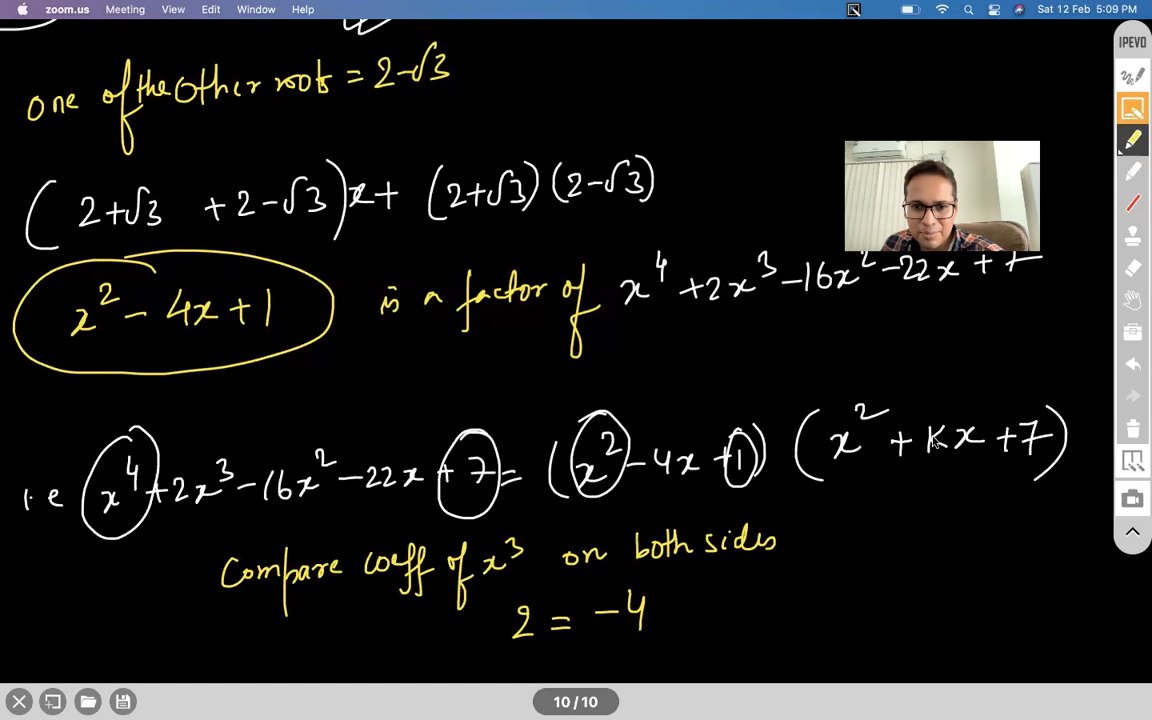 zoom.us Meeting View Edit Window Help Sat 12 Feb 5:09 PM
IPEVO
one of the other roots = 2-√3
( 2+√3 +2-√3)x+ (2+√3)(2-√3)
x² - 4x+1 is a factor of x⁴ +2x³ -16x² -22x +7
i.e x⁴+2x³-16x²-22x+7= (x²-4x+1) (x²+Kx+7)
Compare coeff of x³ on both sides
2 = -4
10/10